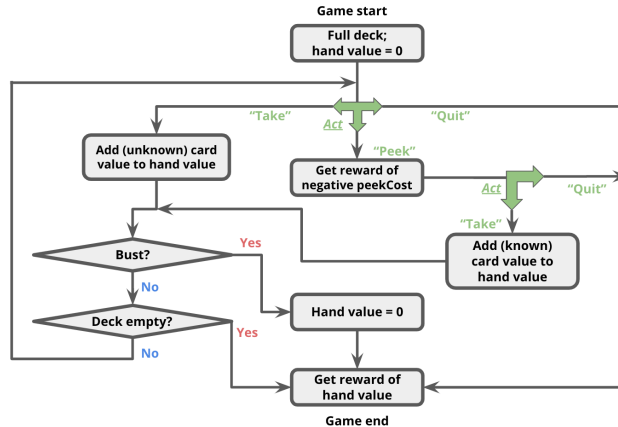 Game start
Full deck;
hand value = 0
“Take”
Act
“Quit”
Add (unknown) card
value to hand value
“Peek”
Get reward of
negative peekCost
Act
“Quit”
“Take”
Add (known)
card value to
hand value
Bust?
Yes
No
Deck empty?
Yes
No
Hand value = 0
Get reward of
hand value
Game end